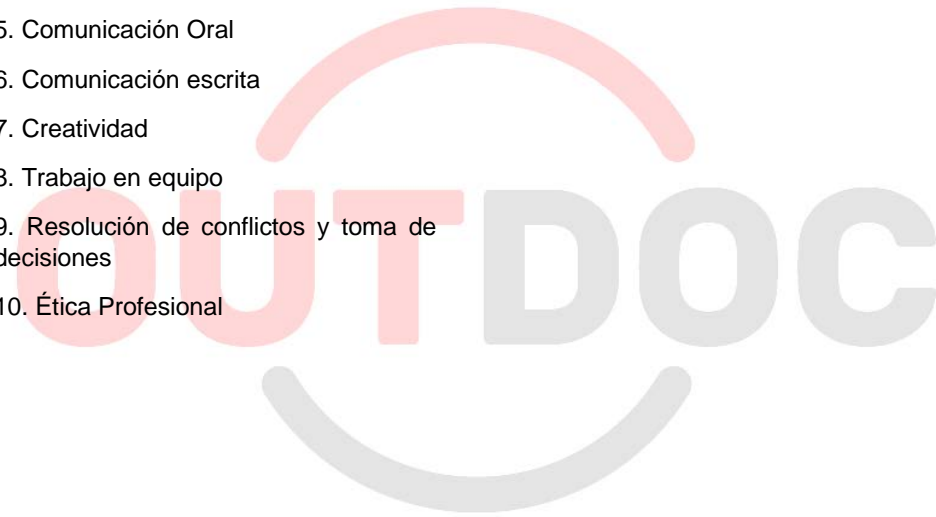 5. Comunicación Oral
6. Comunicación escrita
7. Creatividad
8. Trabajo en equipo
9. Resolución de conflictos y toma de
decisiones
10. Ética Profesional
OUTDOC